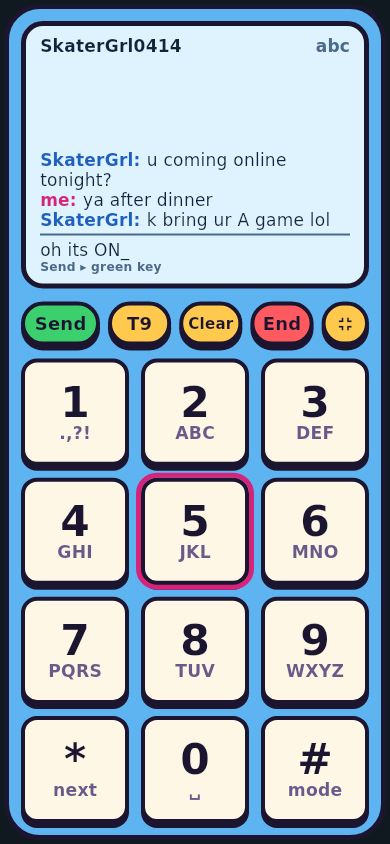 SkaterGrl0414 abc
SkaterGrl: u coming online
tonight?
me: ya after dinner
SkaterGrl: k bring ur A game lol
oh its ON_
Send ▸ green key
Send T9 Clear End
1 2 3
.,?! ABC DEF
4 5 6
GHI JKL MNO
7 8 9
PQRS TUV WXYZ
* 0 #
next ␣ mode